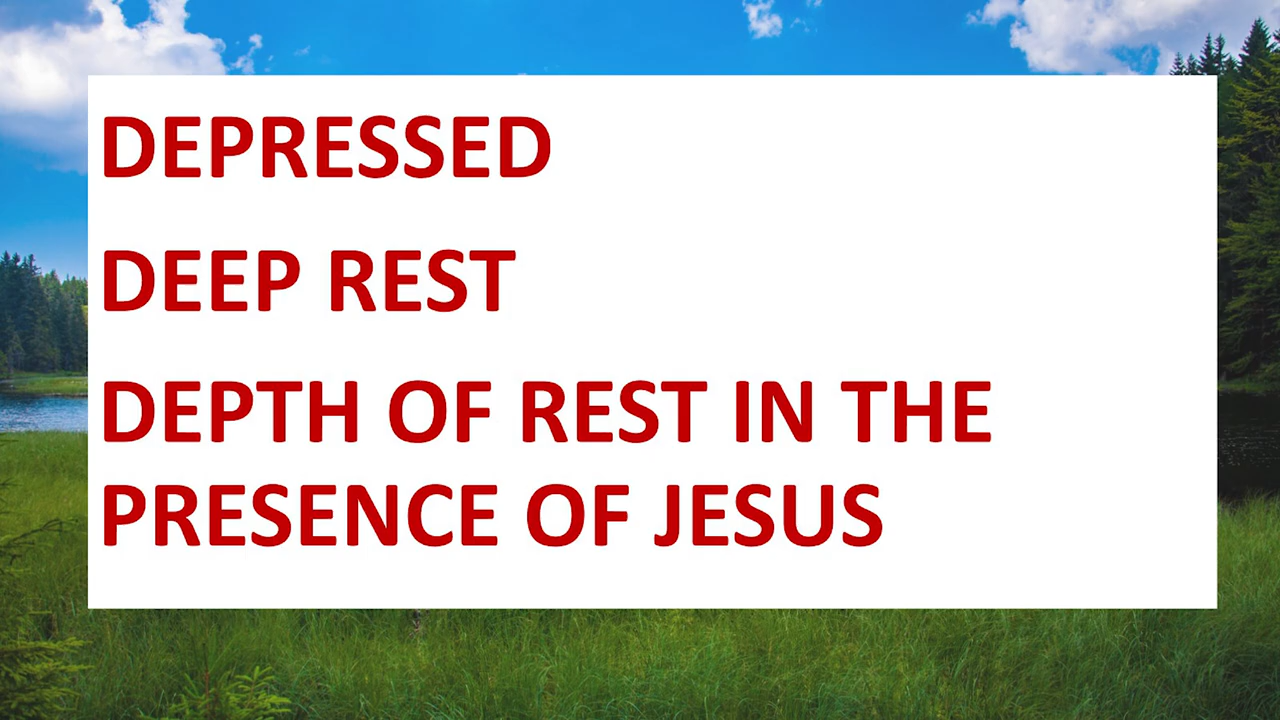 DEPRESSED
DEEP REST
DEPTH OF REST IN THE
PRESENCE OF JESUS